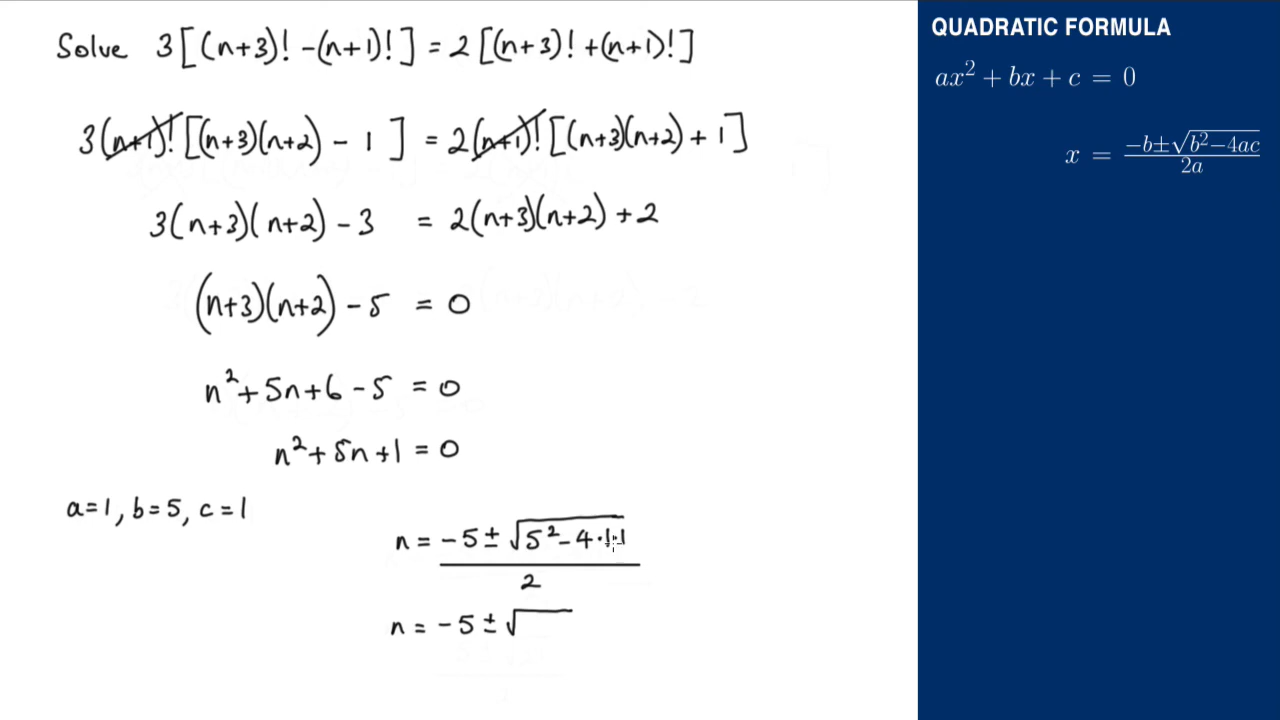 Solve 3[(n+3)! -(n+1)!] = 2[(n+3)! +(n+1)!]
3(n+1)! [(n+3)(n+2) - 1] = 2(n+1)! [(n+3)(n+2) + 1]
3(n+3)(n+2) - 3 = 2(n+3)(n+2) + 2
(n+3)(n+2) - 5 = 0
n² + 5n + 6 - 5 = 0
n² + 5n + 1 = 0
a=1, b=5, c=1
n = -5 ± √5² - 4·1·1
2
n = -5 ± √
QUADRATIC FORMULA
ax² + bx + c = 0
x = -b±√b²-4ac
2a